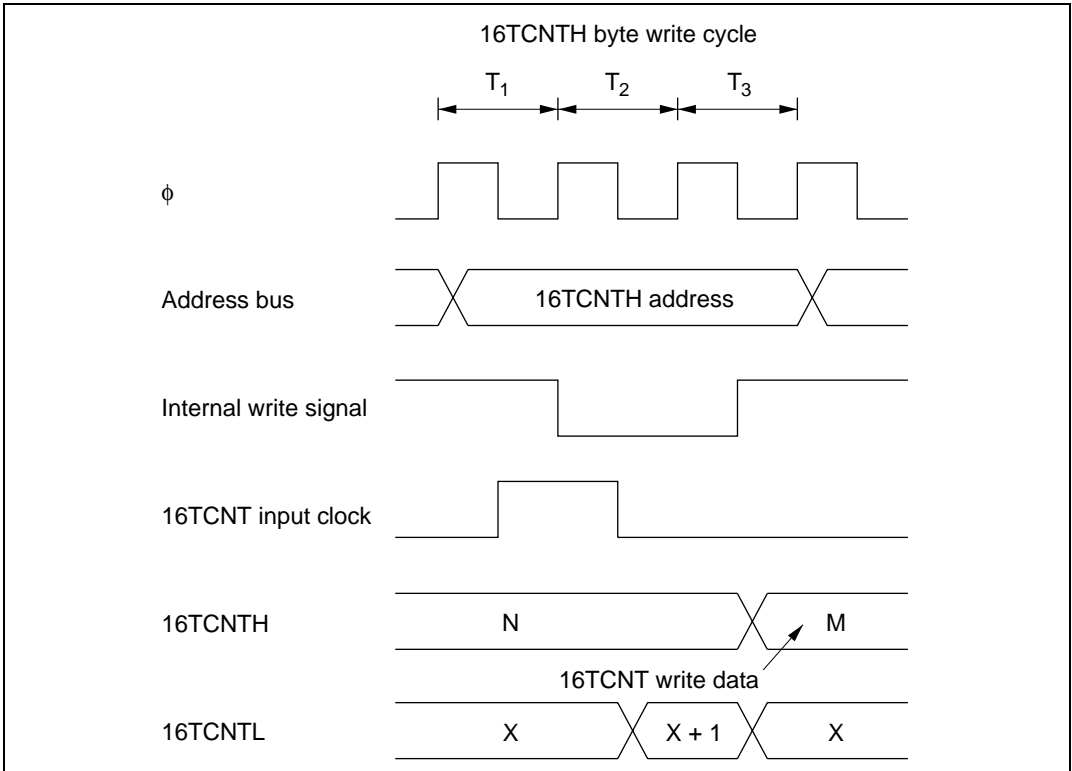 16TCNTH byte write cycle
T1 T2 T3
φ
Address bus 16TCNTH address
Internal write signal
16TCNT input clock
16TCNTH N M
16TCNT write data
16TCNTL X X + 1 X